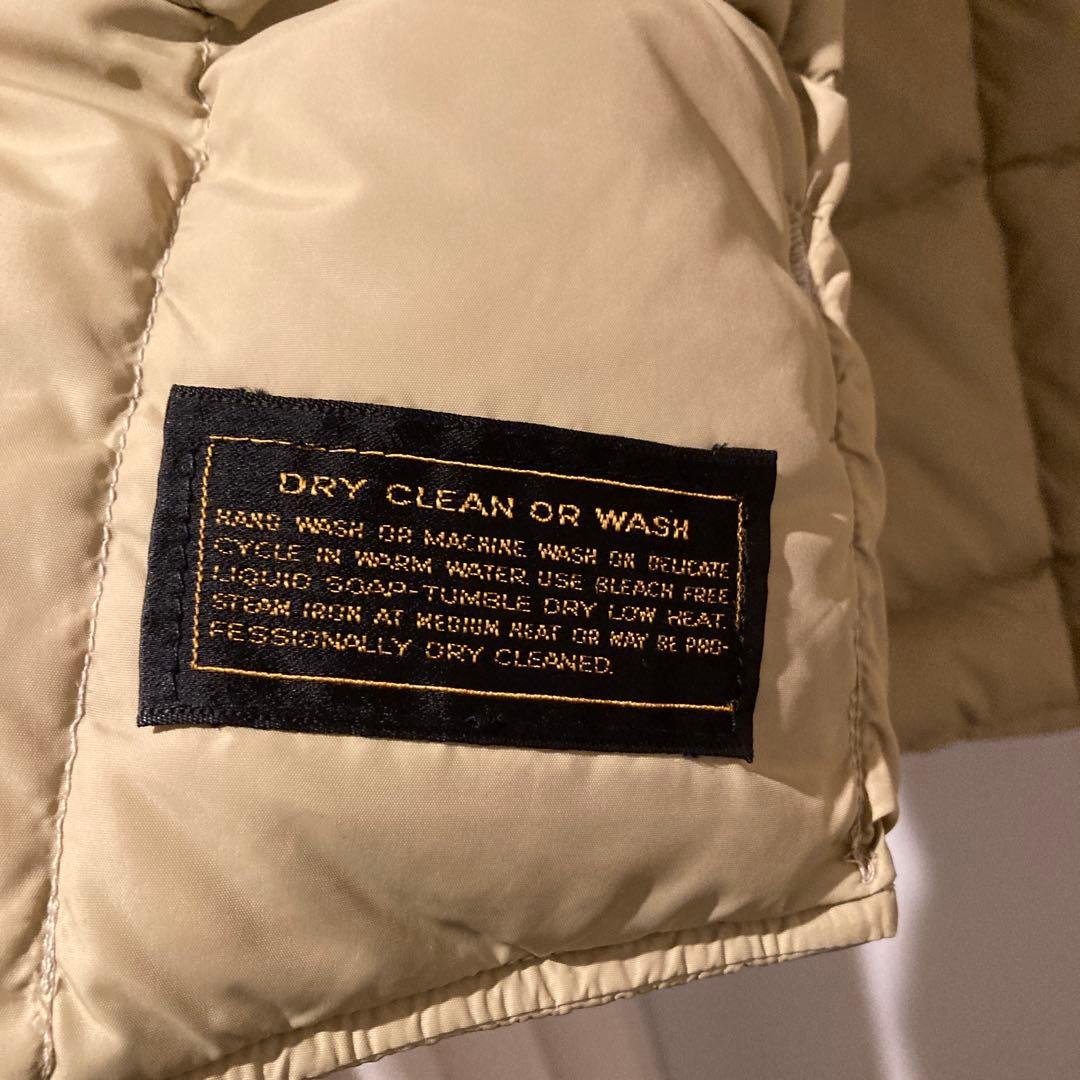 DRY CLEAN OR WASH
HAND WASH OR MACHINE WASH ON DELICATE
CYCLE IN WARM WATER. USE BLEACH FREE
LIQUID SOAP-TUMBLE DRY LOW HEAT.
STEAM IRON AT MEDIUM HEAT OR MAY BE PRO-
FESSIONALLY DRY CLEANED.